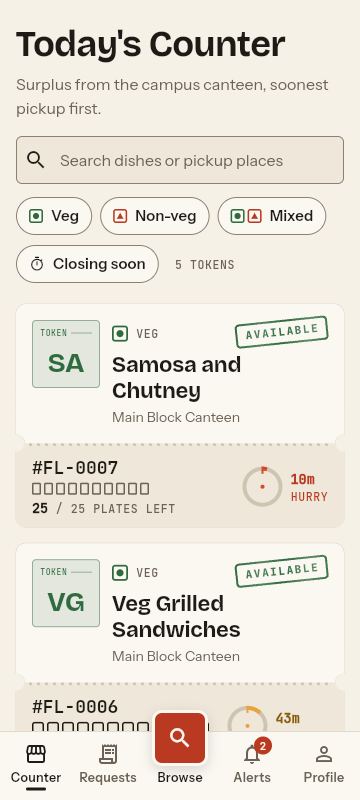 Today's Counter
Surplus from the campus canteen, soonest
pickup first.
Search dishes or pickup places
Veg
Non-veg
Mixed
Closing soon
5 TOKENS
TOKEN
SA
VEG
AVAILABLE
Samosa and
Chutney
Main Block Canteen
#FL-0007
25 / 25 PLATES LEFT
10m
HURRY
TOKEN
VG
VEG
AVAILABLE
Veg Grilled
Sandwiches
Main Block Canteen
#FL-0006
43m
2
Counter
Requests
Browse
Alerts
Profile